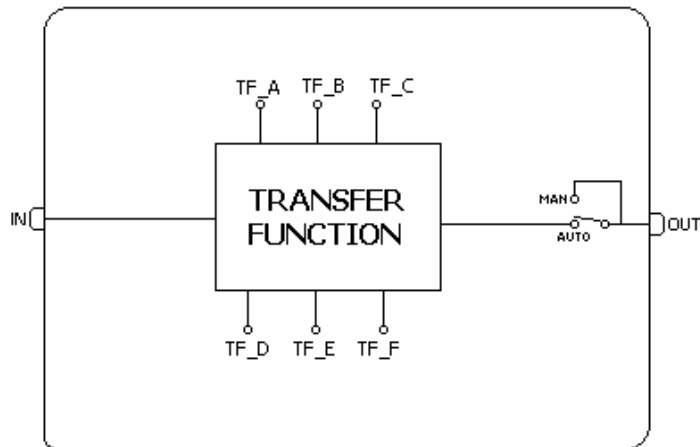 TF_A TF_B TF_C
TRANSFER
FUNCTION
MAN
IN
OUT
AUTO
TF_D TF_E TF_F